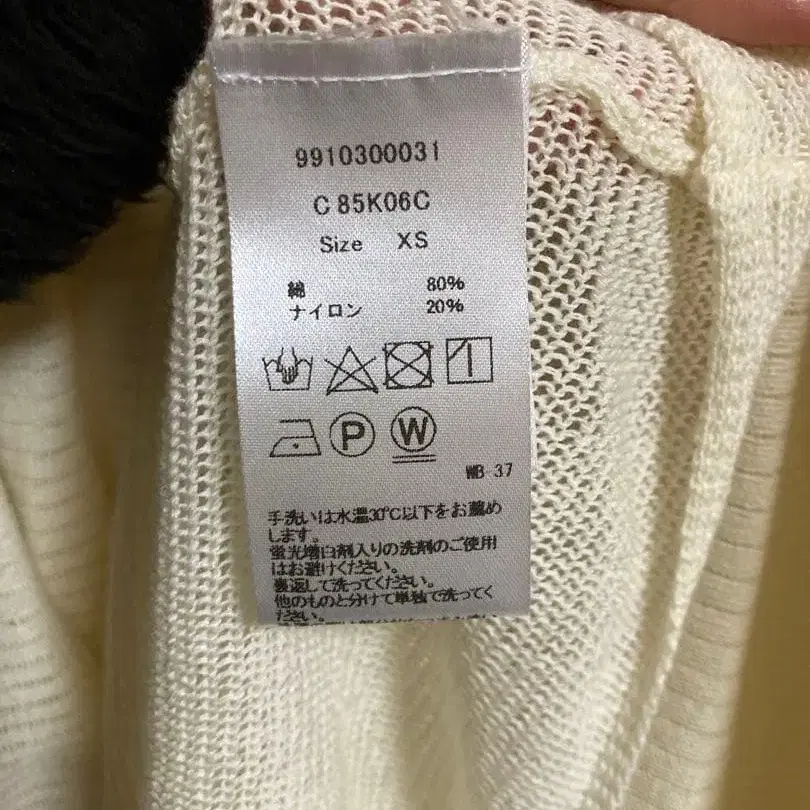 9910300031
C 85K06C
Size XS
綿 80%
ナイロン 20%
P W
WB 37
手洗いは水温30℃以下をお薦め
します。
蛍光増白剤入りの洗剤のご使用
はお避けください。
裏返して洗ってください。
他のものと分けて単独で洗ってく
ださい。